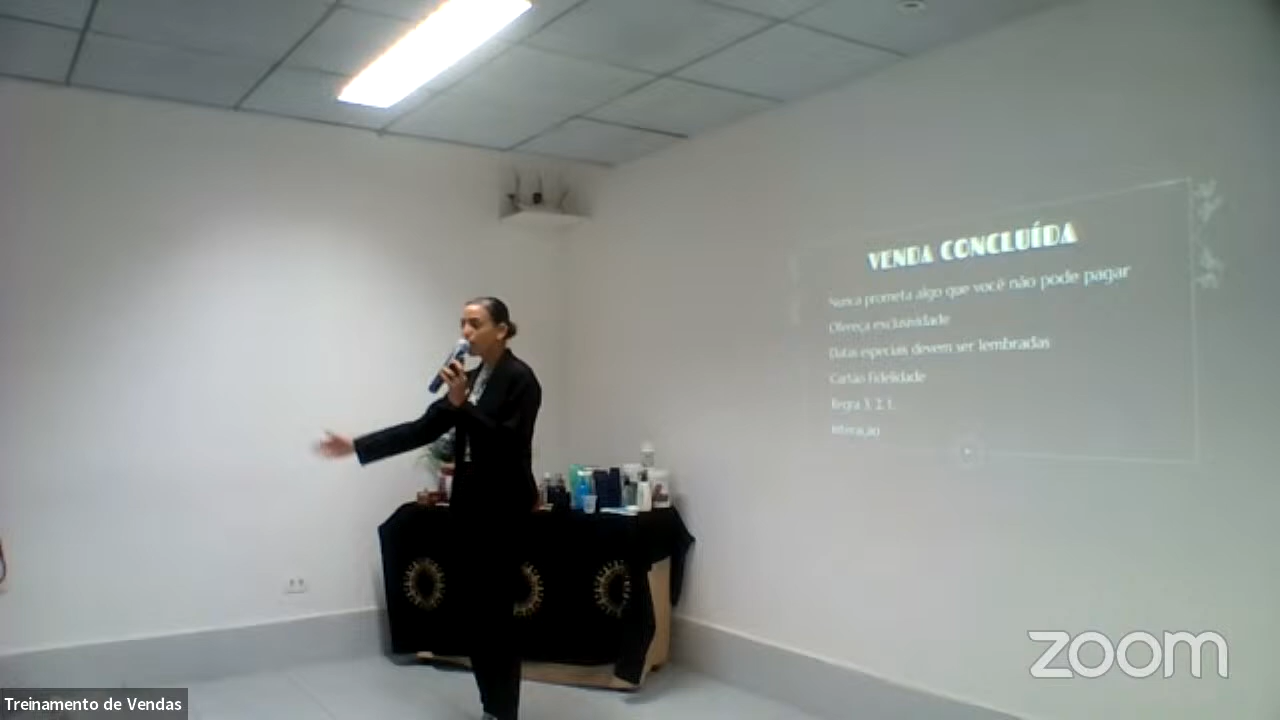 VENDA CONCLUÍDA
Nunca prometa algo que você não pode pagar
Ofereça exclusividade
Datas especiais devem ser lembradas
Cartão Fidelidade
Regra 3. 2. 1.
Interação
zoom
Treinamento de Vendas